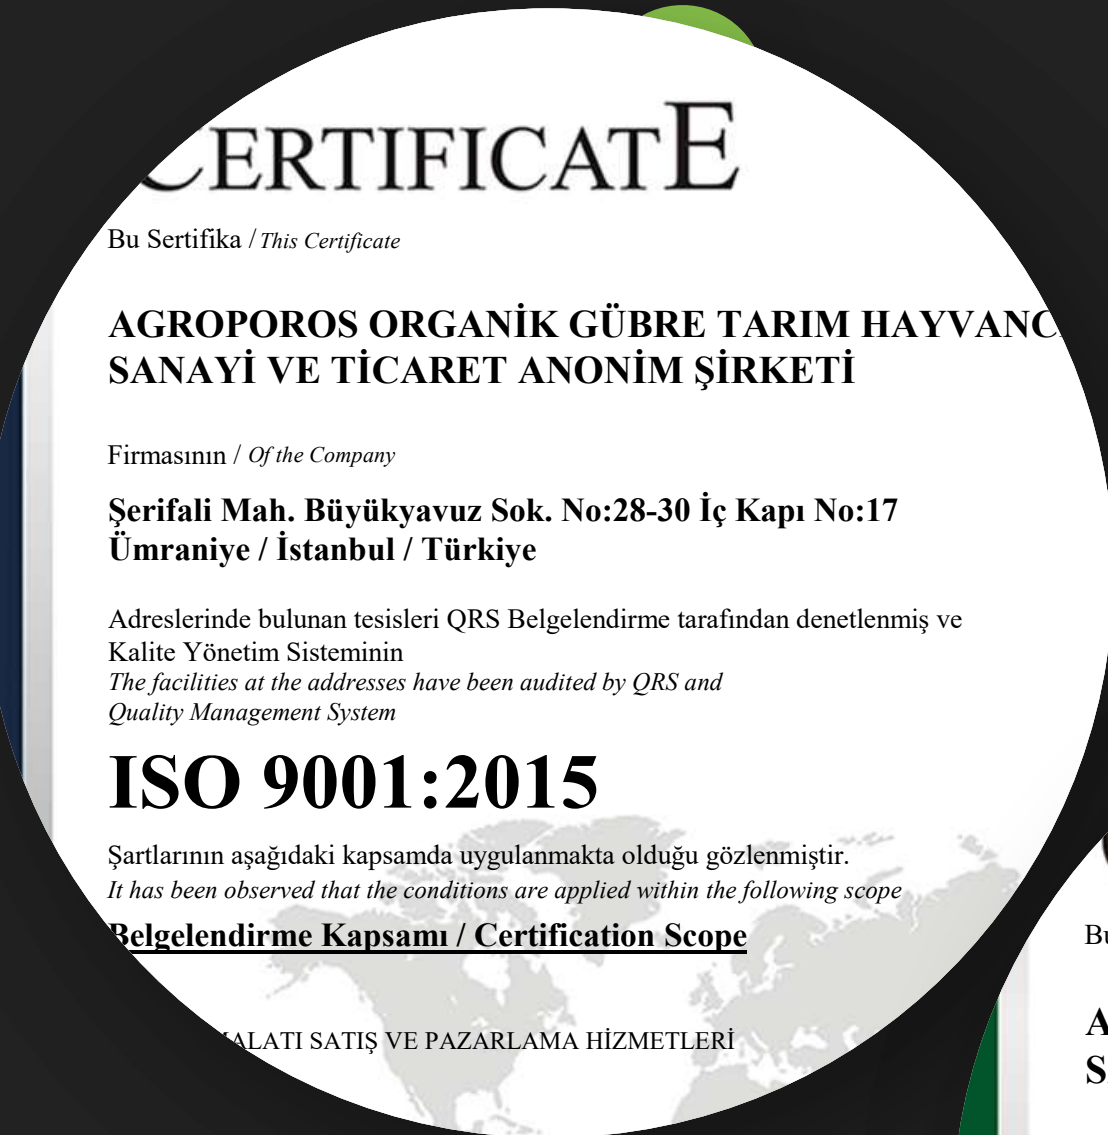 CERTIFICATE
Bu Sertifika / This Certificate
AGROPOROS ORGANİK GÜBRE TARIM
SANAYİ VE TİCARET ANONİM ŞİRKETİ
Firmasının / Of the Company
Şerifali Mah. Büyükyavuz Sok. No:28-30 İç Kapı No:17
Ümraniye / İstanbul / Türkiye
Adreslerinde bulunan tesisleri QRS Belgelendirme tarafından denetlenmiş ve
Kalite Yönetim Sisteminin
The facilities at the addresses have been audited by QRS and
Quality Management System
ISO 9001:2015
Şartlarının aşağıdaki kapsamda uygulanmakta olduğu gözlenmiştir.
It has been observed that the conditions are applied within the following scope
Belgelendirme Kapsamı / Certification Scope
SATIŞ VE PAZARLAMA HİZMETLERİ